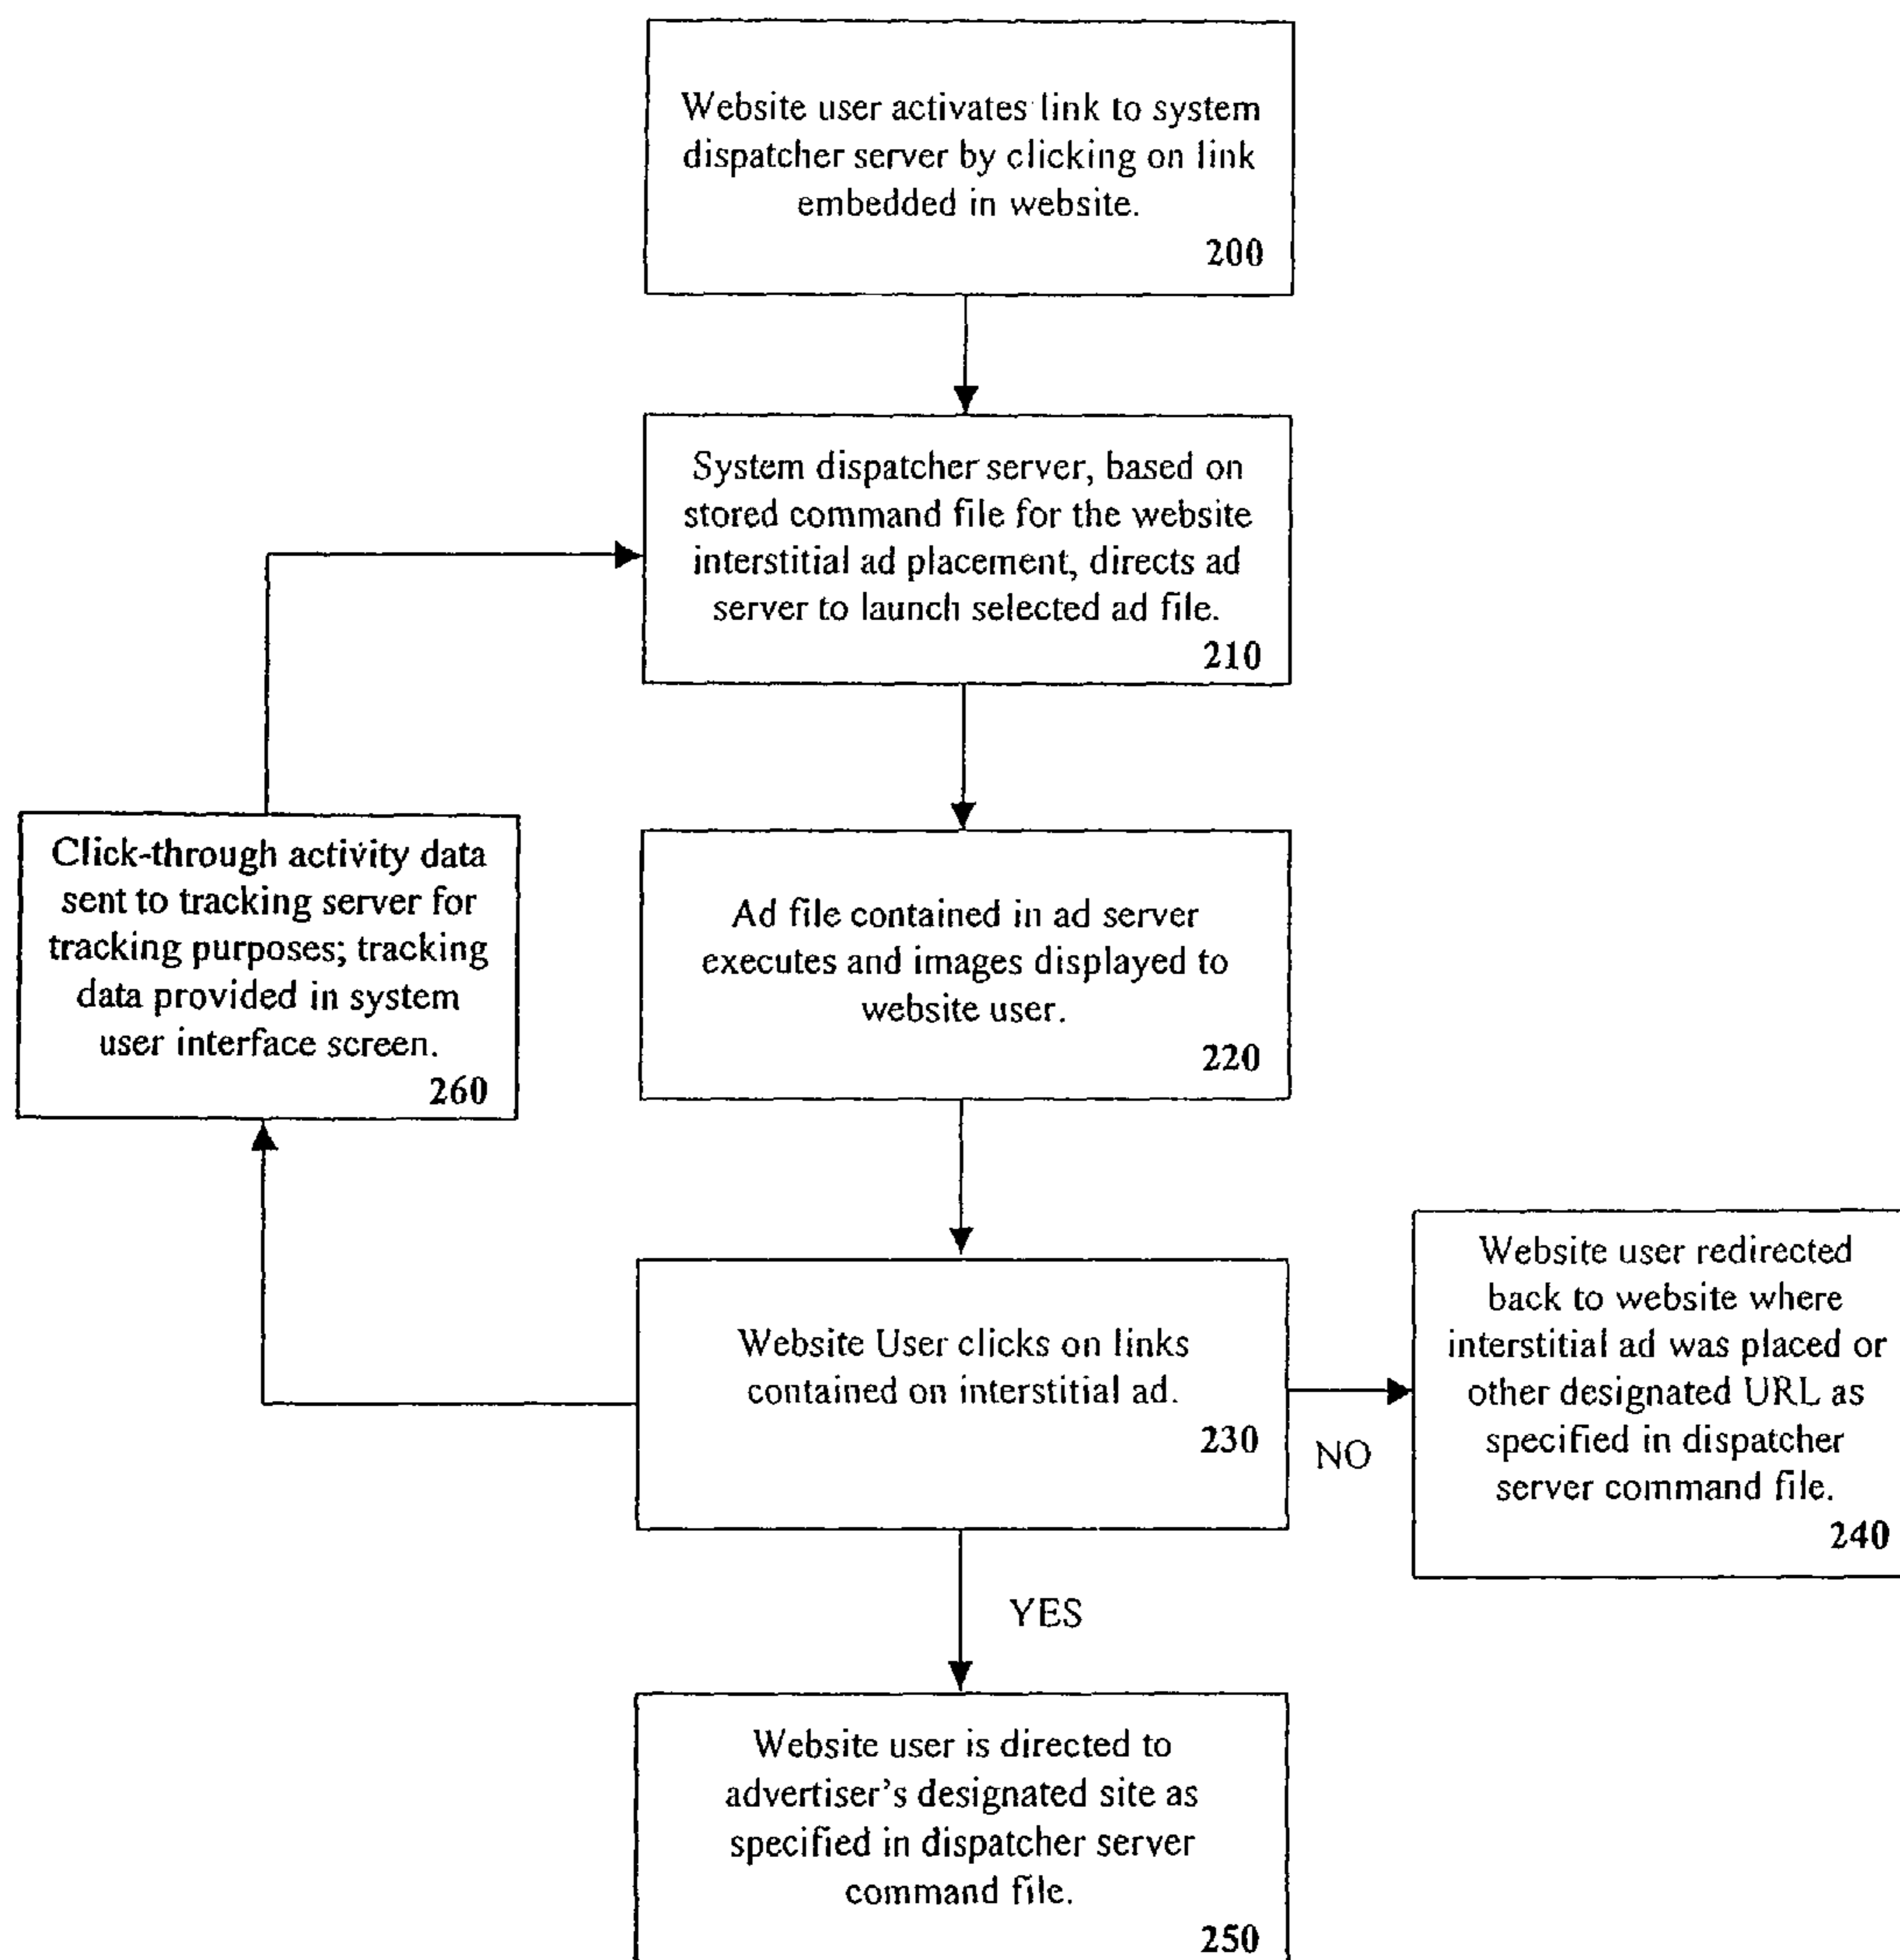 Website user activates link to system
dispatcher server by clicking on link
embedded in website.
200
System dispatcher server, based on
stored command file for the website
interstitial ad placement, directs ad
server to launch selected ad file.
210
Click-through activity data
sent to tracking server for
tracking purposes; tracking
data provided in system
user interface screen.
260
Ad file contained in ad server
executes and images displayed to
website user.
220
Website User clicks on links
contained on interstitial ad.
230
NO
Website user redirected
back to website where
interstitial ad was placed or
other designated URL as
specified in dispatcher
server command file.
240
YES
Website user is directed to
advertiser's designated site as
specified in dispatcher server
command file.
250